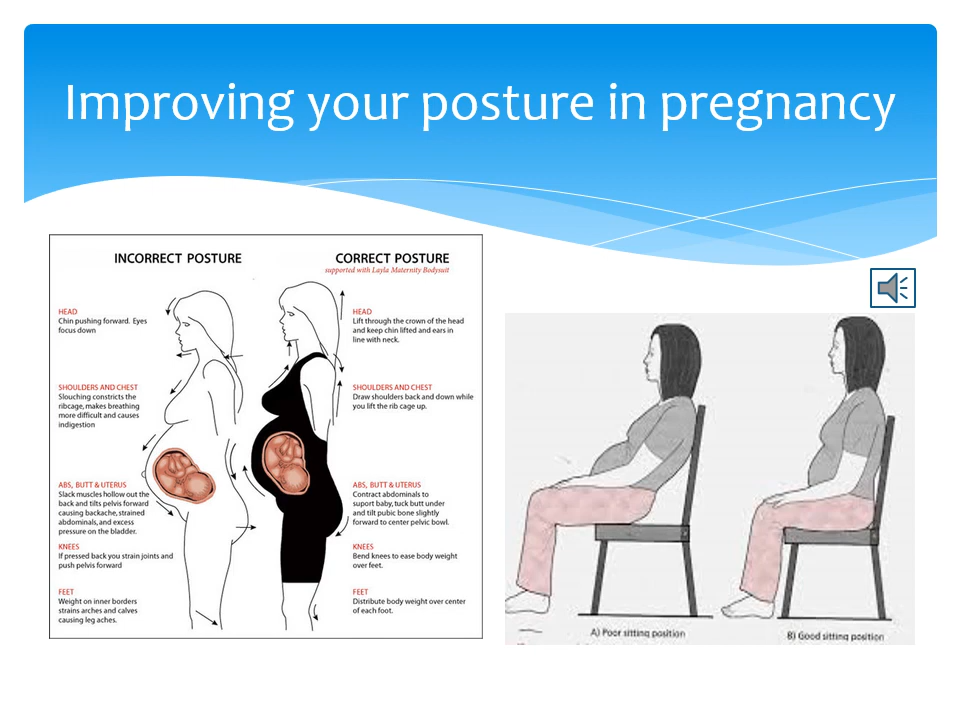 Improving your posture in pregnancy
INCORRECT POSTURE
HEAD
Chin pushing forward. Eyes
focus down
SHOULDERS AND CHEST
Slouching constricts the
ribcage, makes breathing
more difficult and causes
indigestion
ABS, BUTT & UTERUS
Slack muscles hollow out the
back and tilts pelvis forward
causing backache, strained
abdominals, and excess
pressure on the bladder.
KNEES
If pressed back you strain joints and
push pelvis forward
FEET
Weight on inner borders
strains arches and calves
causing leg aches.
CORRECT POSTURE
supported with Layla Maternity Bodysuit
HEAD
Lift through the crown of the head
and keep chin lifted and ears in
line with neck.
SHOULDERS AND CHEST
Draw shoulders back and down while
you lift the rib cage up.
ABS, BUTT & UTERUS
Contract abdominals to
suport baby, tuck butt under
and tilt pubic bone slightly
forward to center pelvic bowl.
KNEES
Bend knees to ease body weight
over feet.
FEET
Distribute body weight over center
of each foot.
A) Poor sitting position
B) Good sitting position